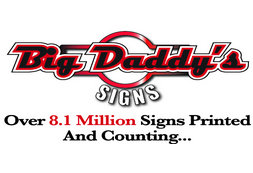 Big Daddy's
SIGNS
Over 8.1 Million Signs Printed
And Counting...